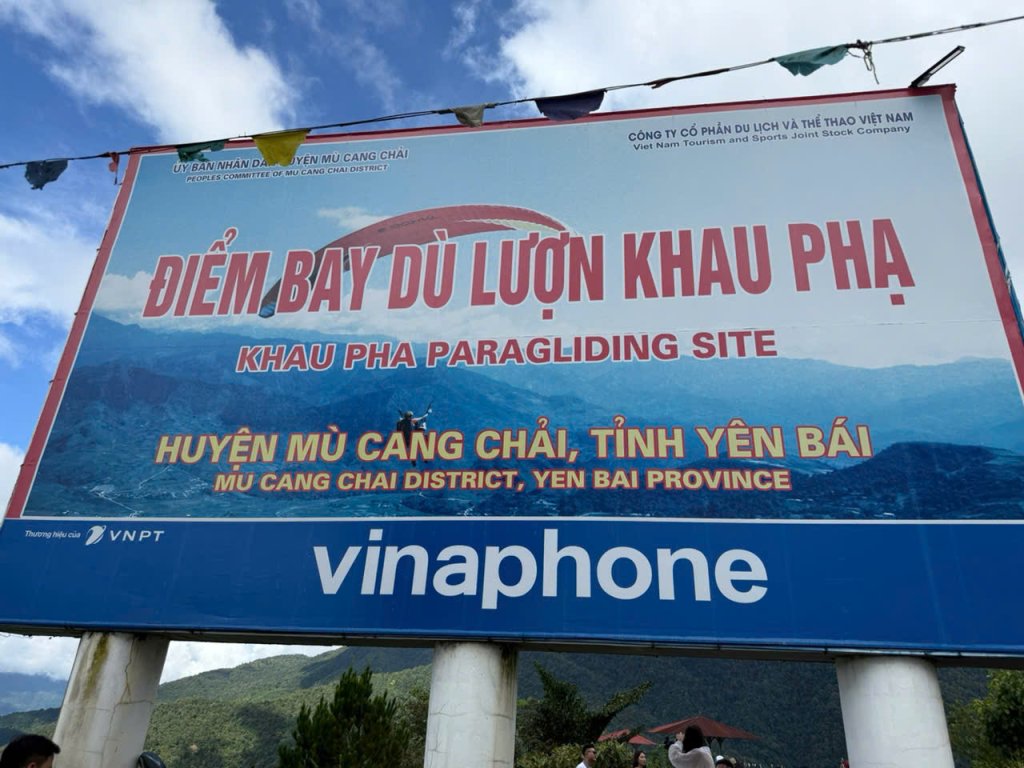 ỦY BAN NHÂN DÂN HUYỆN MÙ CANG CHẢI
PEOPLES COMMITTEE OF MÙ CANG CHẢI DISTRICT
CÔNG TY CỔ PHẦN DU LỊCH VÀ THỂ THAO VIỆT NAM
Viet Nam Tourism and Sports Joint Stock Company
ĐIỂM BAY DÙ LƯỢN KHAU PHẠ
KHAU PHA PARAGLIDING SITE
HUYỆN MÙ CANG CHẢI, TỈNH YÊN BÁI
MU CANG CHAI DISTRICT, YEN BAI PROVINCE
Thương hiệu của VNPT
vinaphone